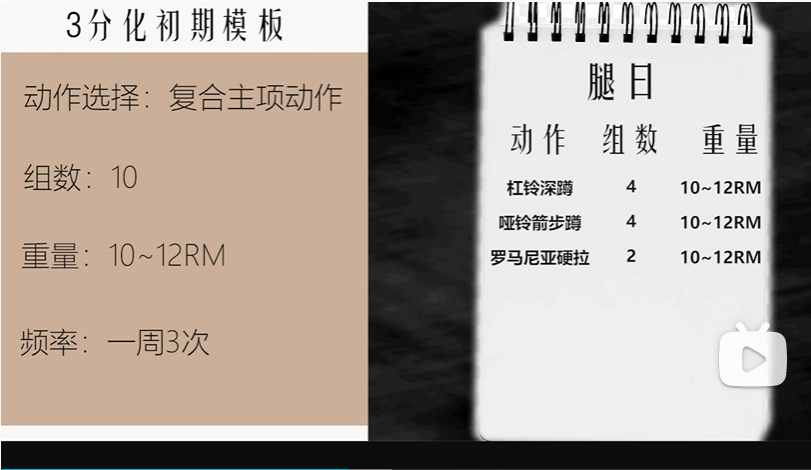 3分化初期模板
动作选择：复合主项动作
组数：10
重量：10~12RM
频率：一周3次
腿日
动作 组数 重量
杠铃深蹲 4 10~12RM
哑铃箭步蹲 4 10~12RM
罗马尼亚硬拉 2 10~12RM